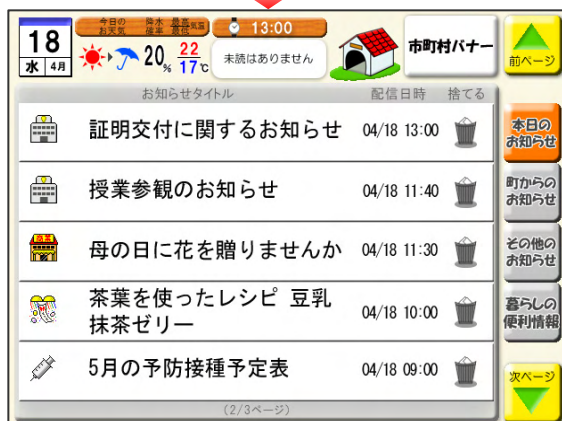 18
水 4月
今日の
お天気
降水
確率
最高
最低
気温
20%
22
17℃
13:00
未読はありません
市町村バナー
前ページ
お知らせタイトル 配信日時 捨てる
証明交付に関するお知らせ 04/18 13:00
授業参観のお知らせ 04/18 11:40
母の日に花を贈りませんか 04/18 11:30
茶葉を使ったレシピ 豆乳
抹茶ゼリー 04/18 10:00
5月の予防接種予定表 04/18 09:00
(2/3ページ)
本日の
お知らせ
町からの
お知らせ
その他の
お知らせ
暮らしの
便利情報
次ページ